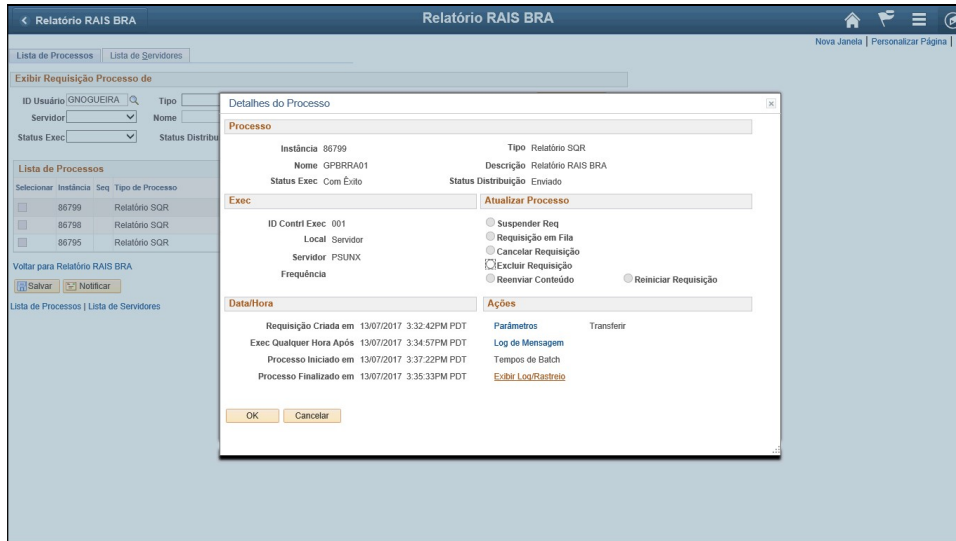 Relatório RAIS BRA
Relatório RAIS BRA
Nova Janela | Personalizar Página |
Lista de Processos
Lista de Servidores
Exibir Requisição Processo de
ID Usuário GNOGUEIRA Tipo
Servidor Nome
Status Exec Status Distribu
Lista de Processos
Selecionar Instância Seq Tipo de Processo
86799 Relatório SQR
86798 Relatório SQR
86795 Relatório SQR
Voltar para Relatório RAIS BRA
Salvar Notificar
Lista de Processos | Lista de Servidores
Detalhes do Processo
Processo
Instância 86799 Tipo Relatório SQR
Nome GPBRRA01 Descrição Relatório RAIS BRA
Status Exec Com Êxito Status Distribuição Enviado
Exec
ID Contrl Exec 001
Local Servidor
Servidor PSUNX
Frequência
Atualizar Processo
Suspender Req
Requisição em Fila
Cancelar Requisição
Excluir Requisição
Reenviar Conteúdo Reiniciar Requisição
Data/Hora
Requisição Criada em 13/07/2017 3:32:42PM PDT
Exec Qualquer Hora Após 13/07/2017 3:34:57PM PDT
Processo Iniciado em 13/07/2017 3:37:22PM PDT
Processo Finalizado em 13/07/2017 3:35:33PM PDT
Ações
Parâmetros Transferir
Log de Mensagem
Tempos de Batch
Exibir Log/Rastreio
OK Cancelar